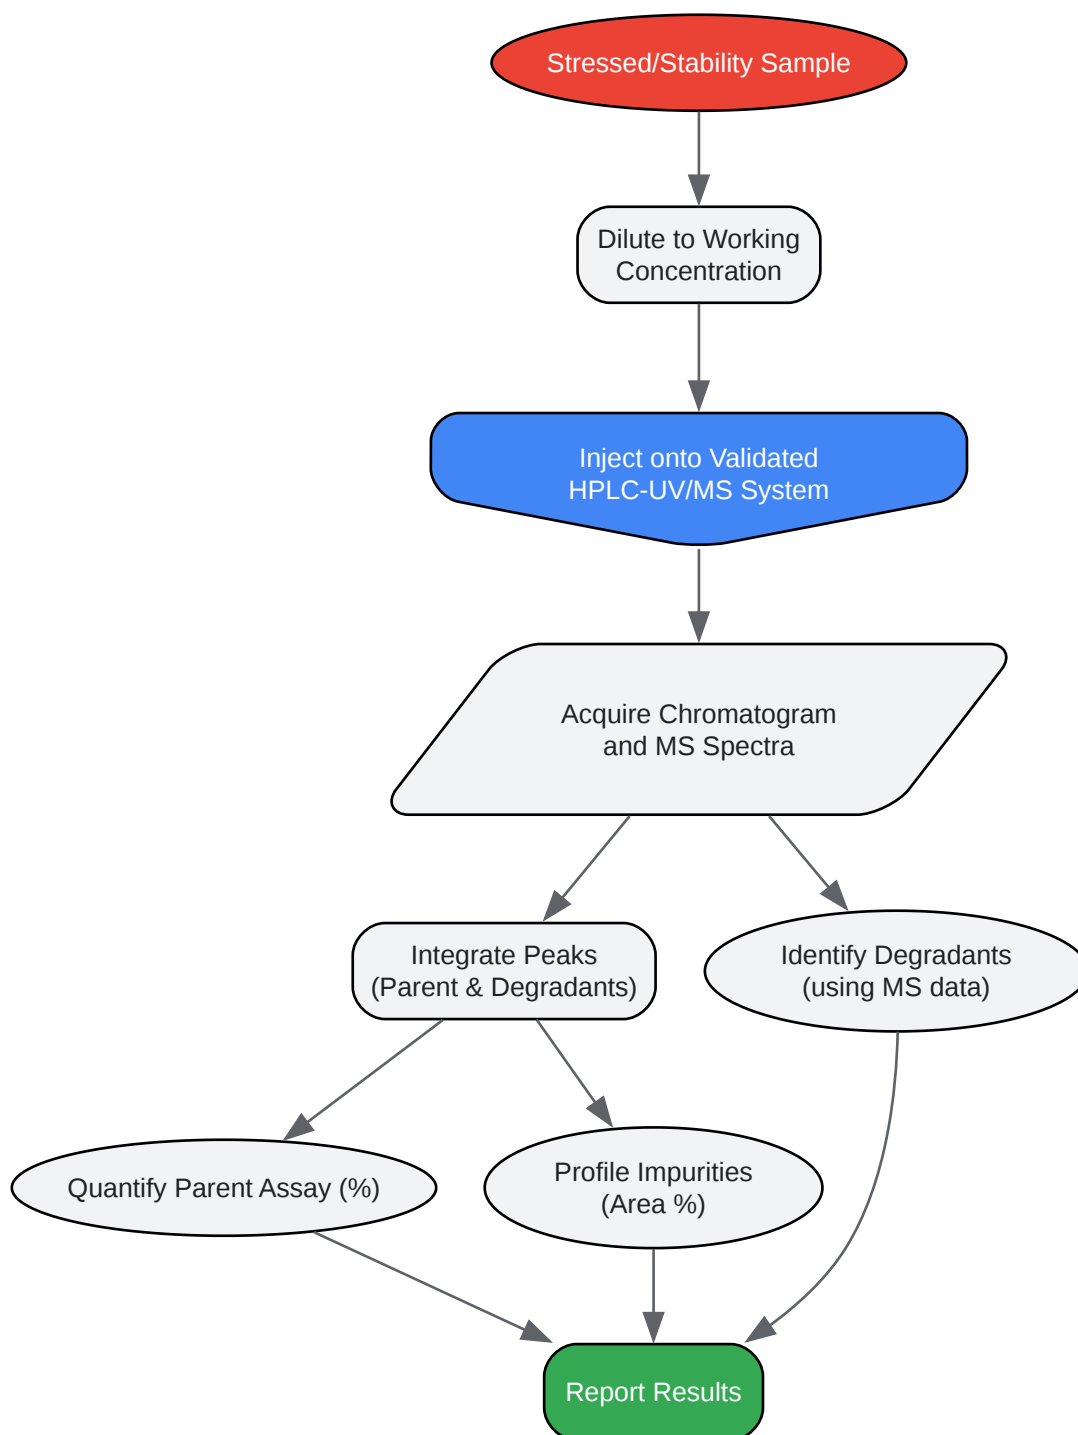 Stressed/Stability Sample
Dilute to Working
Concentration
Inject onto Validated
HPLC-UV/MS System
Acquire Chromatogram
and MS Spectra
Integrate Peaks
(Parent & Degradants)
Identify Degradants
(using MS data)
Quantify Parent Assay (%)
Profile Impurities
(Area %)
Report Results